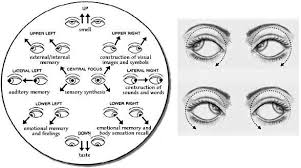 UP
smell
UPPER LEFT
UPPER RIGHT
external/internal
memory
construction of visual
images and symbols
LATERAL LEFT
CENTRAL FOCUS
LATERAL RIGHT
auditory memory
sensory synthesis
construction of
sounds and words
LOWER LEFT
LOWER RIGHT
emotional memory
and feelings
emotional memory and
body sensation recall
DOWN
taste